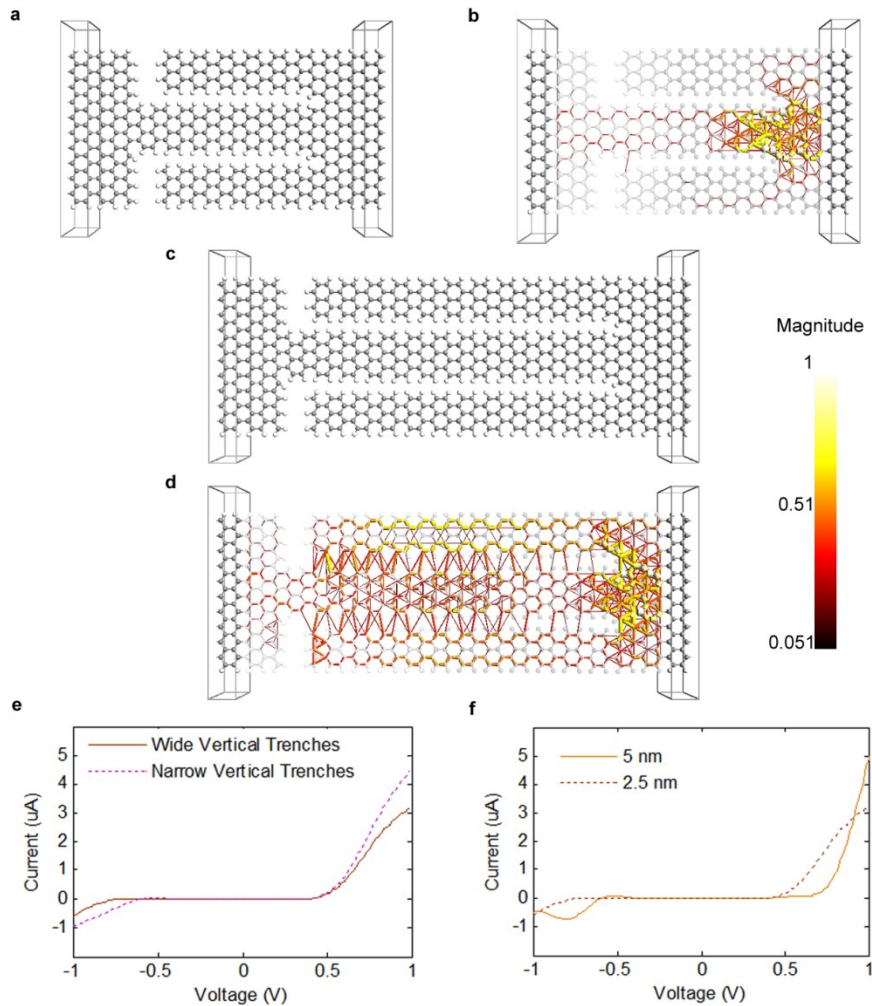 a
b
c
Magnitude
1
0.51
0.051
d
e
Wide Vertical Trenches
Narrow Vertical Trenches
Current (uA)
5
4
3
2
1
0
-1
-1
-0.5
0
0.5
1
Voltage (V)
f
5 nm
2.5 nm
Current (uA)
5
4
3
2
1
0
-1
-1
-0.5
0
0.5
1
Voltage (V)